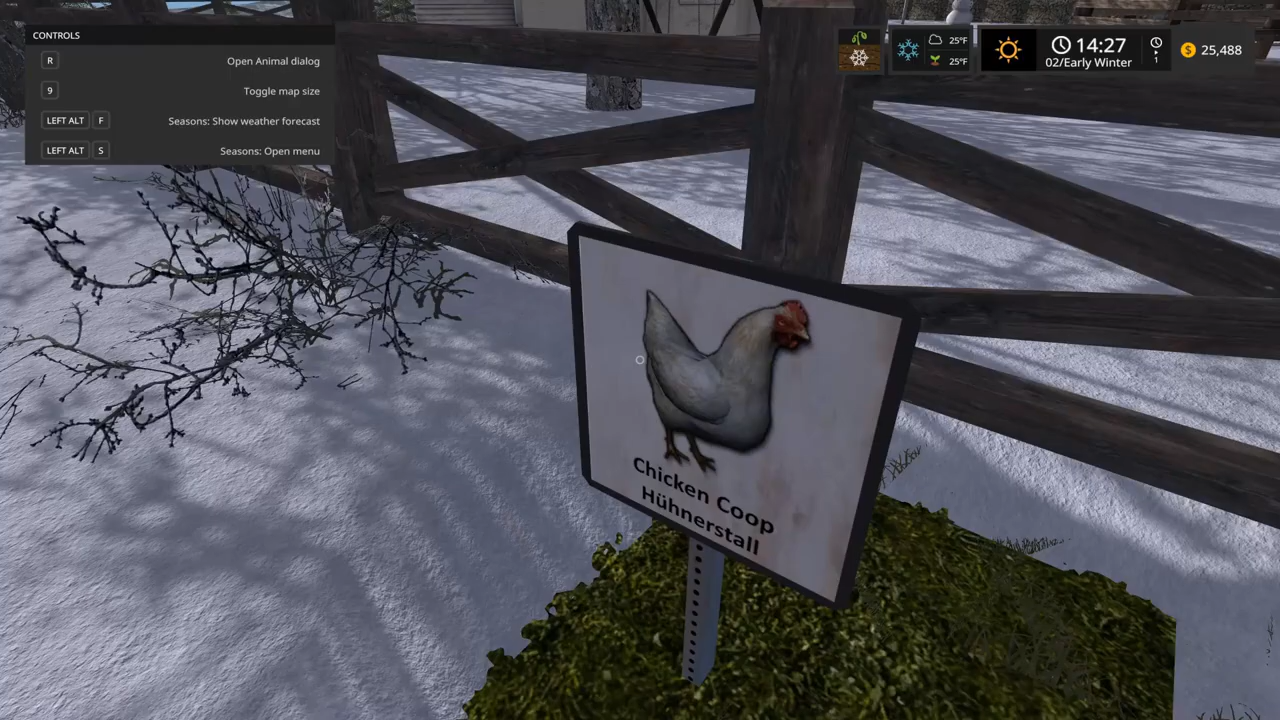 CONTROLS
R Open Animal dialog
9 Toggle map size
LEFT ALT F Seasons: Show weather forecast
LEFT ALT S Seasons: Open menu
25°F
25°F
14:27
02/Early Winter
1
$ 25,488
Chicken Coop
Hühnerstall